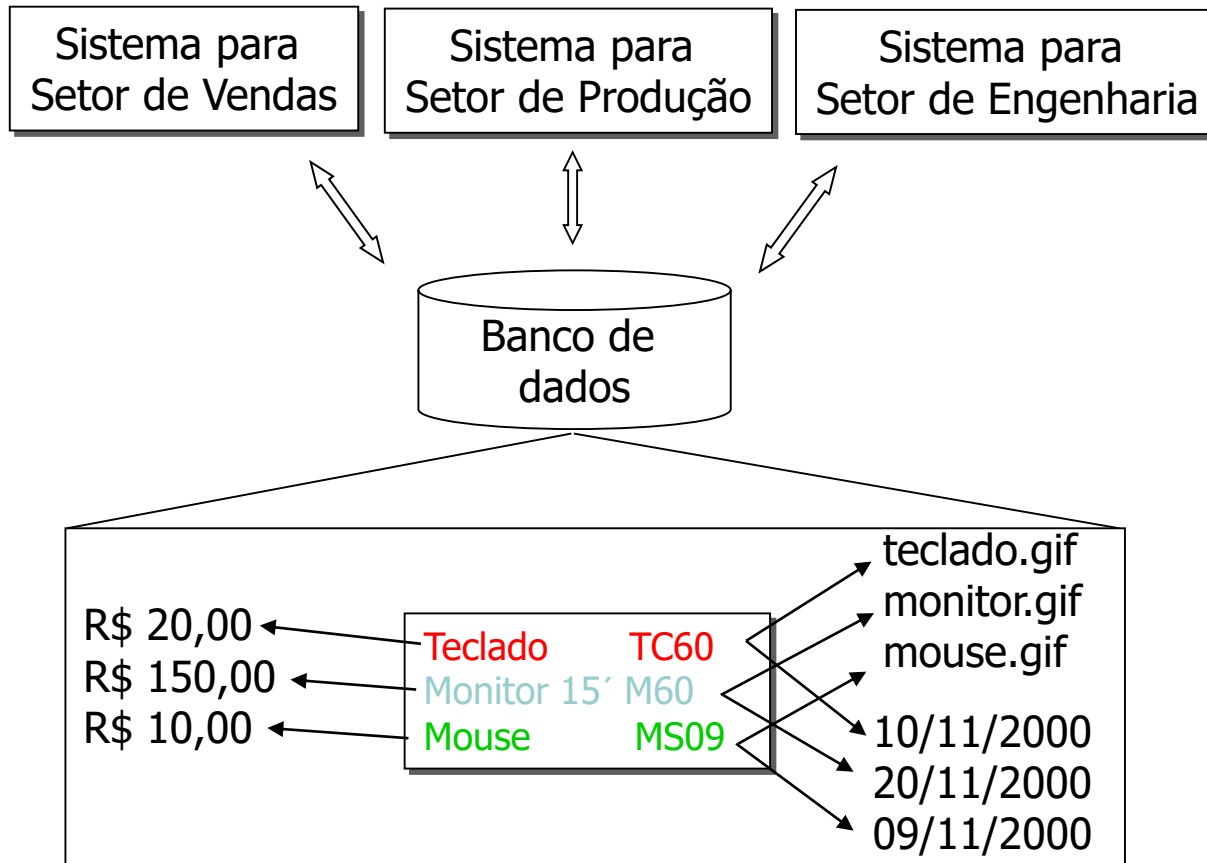 Sistema para
Setor de Vendas
Sistema para
Setor de Produção
Sistema para
Setor de Engenharia
Banco de
dados
R$ 20,00
R$ 150,00
R$ 10,00
Teclado TC60
Monitor 15´ M60
Mouse MS09
teclado.gif
monitor.gif
mouse.gif
10/11/2000
20/11/2000
09/11/2000